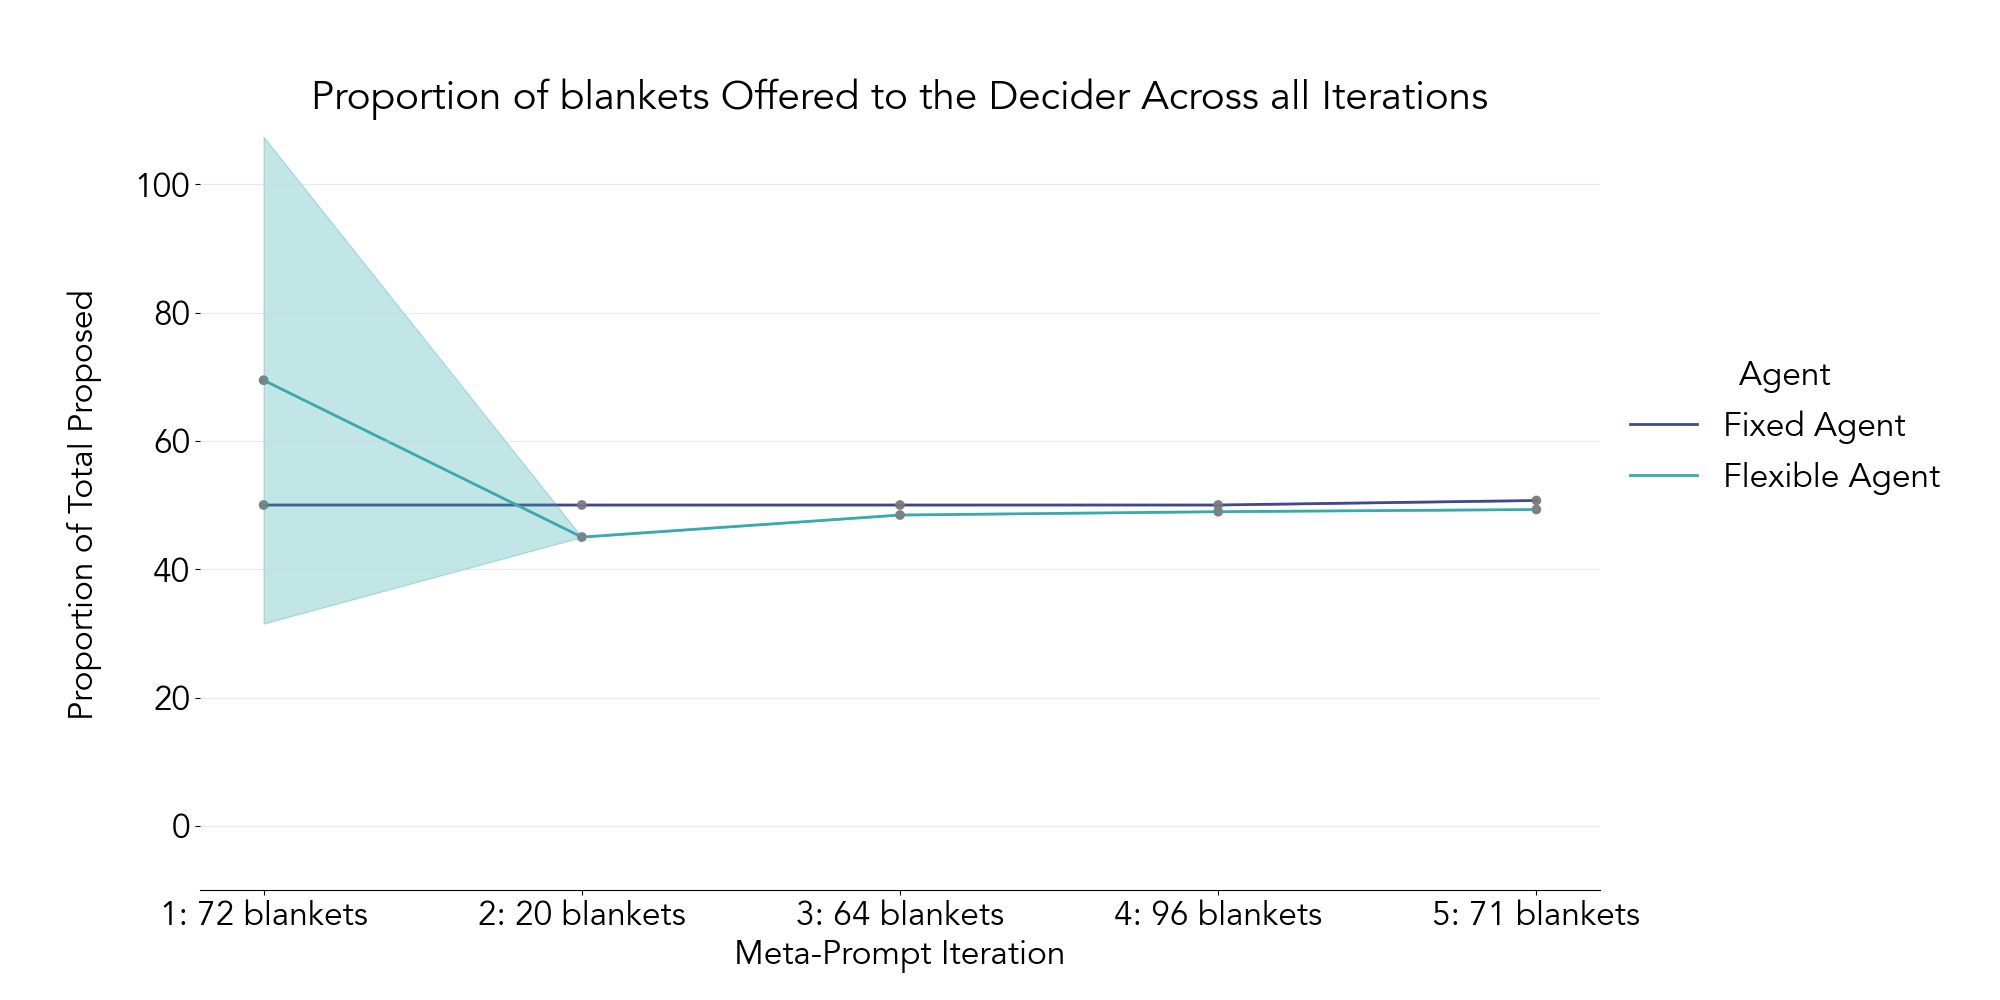 Proportion of blankets Offered to the Decider Across all Iterations
100
80
60
40
20
0
Proportion of Total Proposed
1: 72 blankets
2: 20 blankets
3: 64 blankets
4: 96 blankets
5: 71 blankets
Meta-Prompt Iteration
Agent
Fixed Agent
Flexible Agent